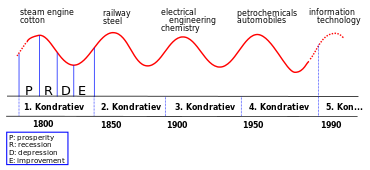 steam engine
cotton
railway
steel
electrical
engineering
chemistry
petrochemicals
automobiles
information
technology
P R D E
1. Kondratiev
2. Kondratiev
3. Kondratiev
4. Kondratiev
5. Kon...
1800
1850
1900
1950
1990
P: prosperity
R: recession
D: depression
E: improvement